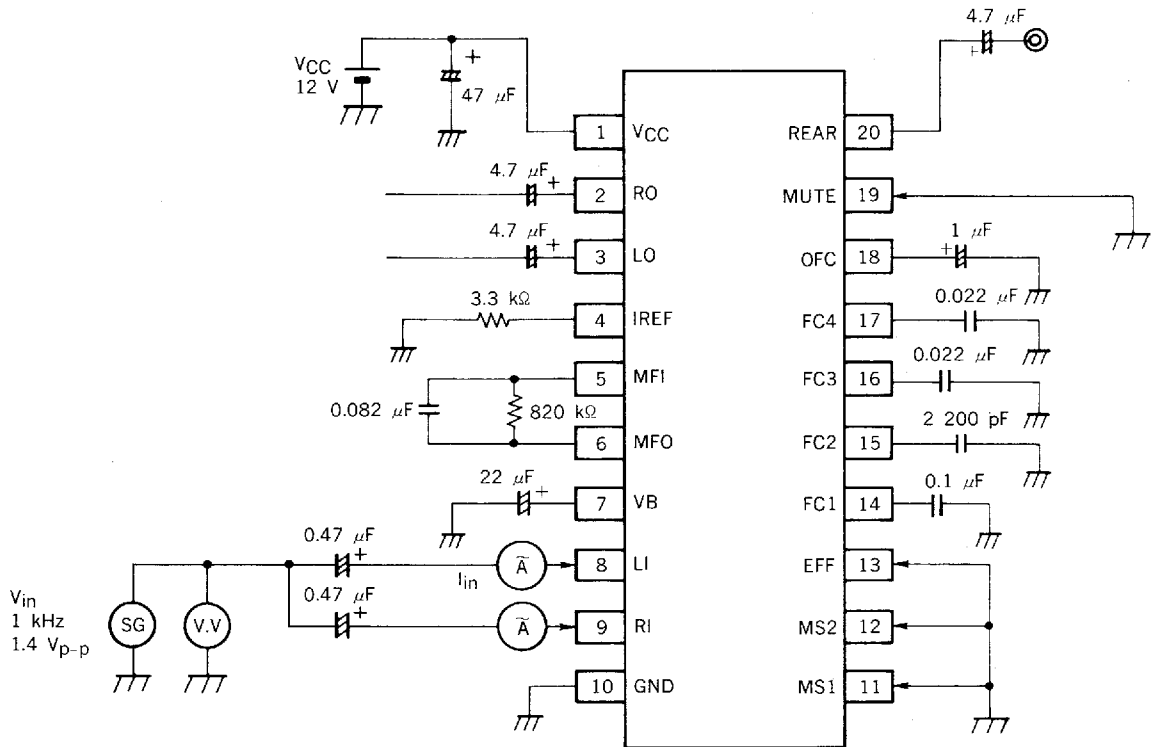 4.7 μF
+
VCC
12 V
+
47 μF
1 VCC
REAR 20
4.7 μF
+
2 RO
MUTE 19
4.7 μF
+
3 LO
OFC 18
1 μF
+
3.3 kΩ
4 IREF
FC4 17
0.022 μF
0.082 μF
820 kΩ
5 MFI
FC3 16
0.022 μF
6 MFO
FC2 15
2 200 pF
22 μF
+
7 VB
FC1 14
0.1 μF
0.47 μF
+
Iin
Ã
8 LI
EFF 13
Vin
1 kHz
1.4 Vp-p
SG
V.V
0.47 μF
+
Ã
9 RI
MS2 12
10 GND
MS1 11